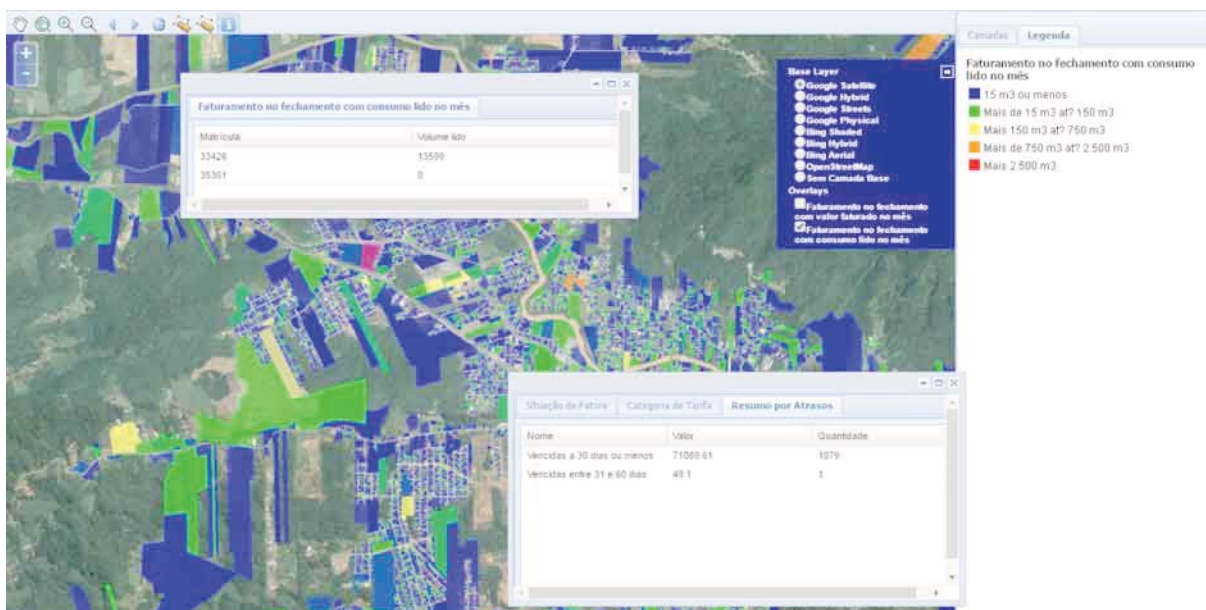 +
-
Faturamento no fechamento com consumo lido no mês
Matrícula Volume lido
33426 13599
35361 0
Base Layer
Google Satellite
Google Hybrid
Google Streets
Google Physical
Bing Shaded
Bing Hybrid
Bing Aerial
OpenStreetMap
Sem Camada Base
Overlays
Faturamento no fechamento
com valor faturado no mês
Faturamento no fechamento
com consumo lido no mês
Camadas Legenda
Faturamento no fechamento com consumo
lido no mês
15 m3 ou menos
Mais de 15 m3 at? 150 m3
Mais 150 m3 at? 750 m3
Mais de 750 m3 at? 2.500 m3
Mais 2.500 m3
Situação de Fatura Categoria de Tarifa Resumo por Atrasos
Nome Valor Quantidade
Vencidas a 30 dias ou menos 1879
Vencidas entre 31 e 60 dias 49.1 1